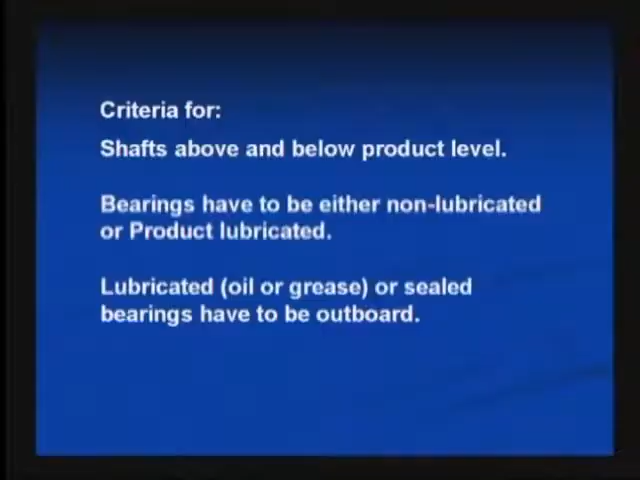 Criteria for:
Shafts above and below product level.
Bearings have to be either non-lubricated
or Product lubricated.
Lubricated (oil or grease) or sealed
bearings have to be outboard.